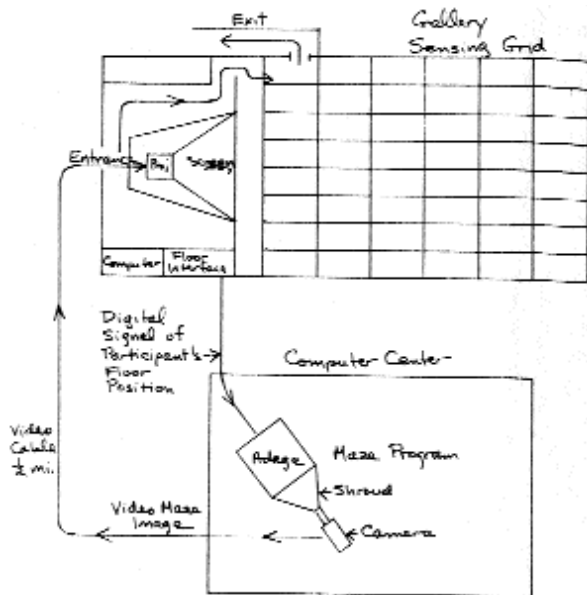 Exit
Gallery
Sensing Grid
Entrance
Proj
Screen
Computer
Floor
Interface
Digital
Signal of
Participant's
Floor
Position
Computer Center
Video
Cable
½ mi.
Adage
Maze Program
Shroud
Camera
Video Maze
Image